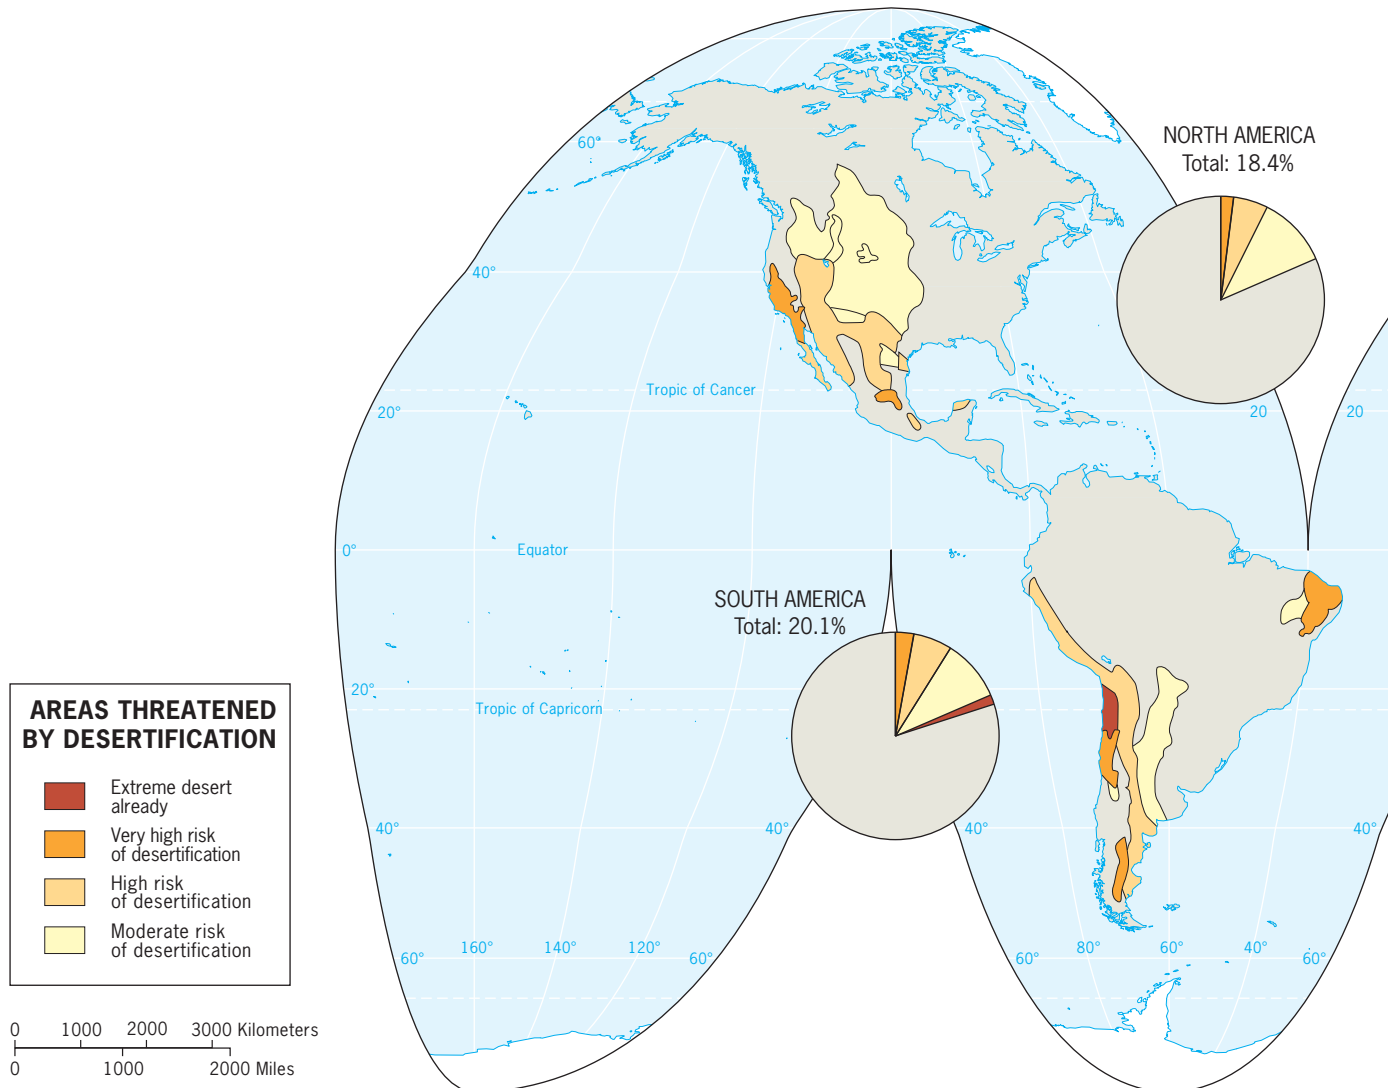 NORTH AMERICA
Total: 18.4%
60°
40°
Tropic of Cancer
20°
20
20
0°
Equator
SOUTH AMERICA
Total: 20.1%
20°
Tropic of Capricorn
40°
40°
40°
40°
160°
140°
120°
60°
60°
60°
80°
60°
40°
60°
AREAS THREATENED
BY DESERTIFICATION
Extreme desert
already
Very high risk
of desertification
High risk
of desertification
Moderate risk
of desertification
0 1000 2000 3000 Kilometers
0 1000 2000 Miles